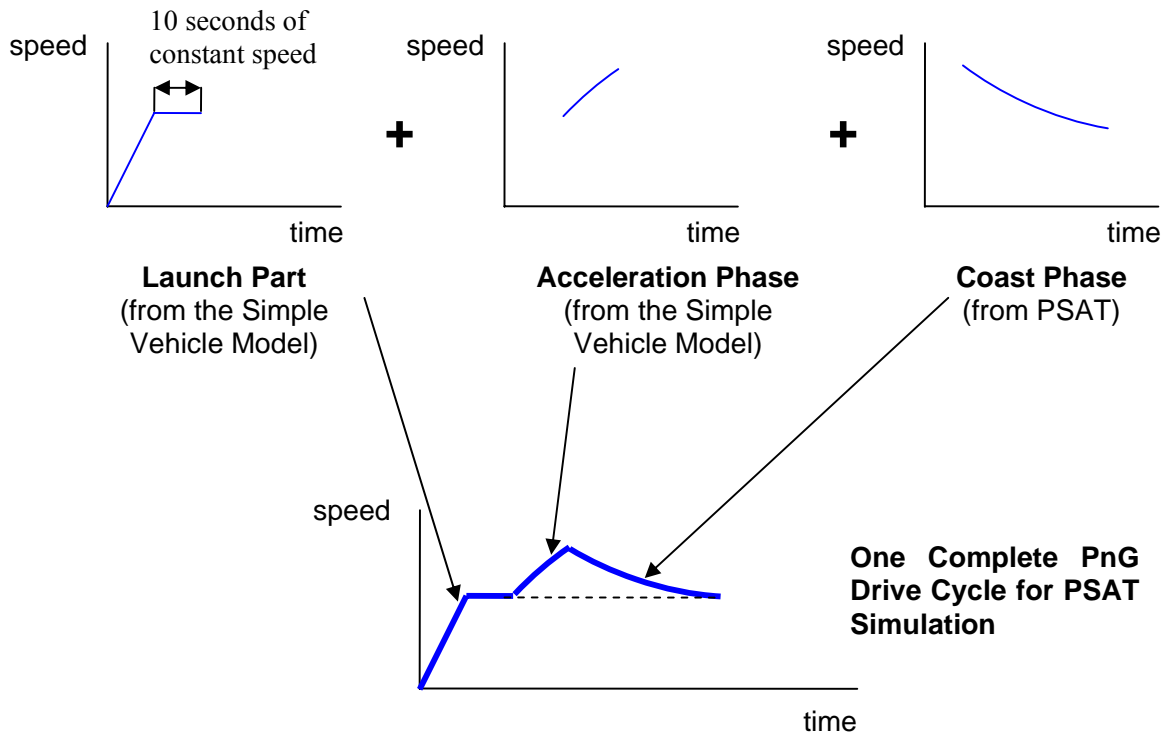 10 seconds of
constant speed
speed
time
+
speed
time
+
speed
time
Launch Part
(from the Simple
Vehicle Model)
Acceleration Phase
(from the Simple
Vehicle Model)
Coast Phase
(from PSAT)
speed
time
One Complete PnG
Drive Cycle for PSAT
Simulation